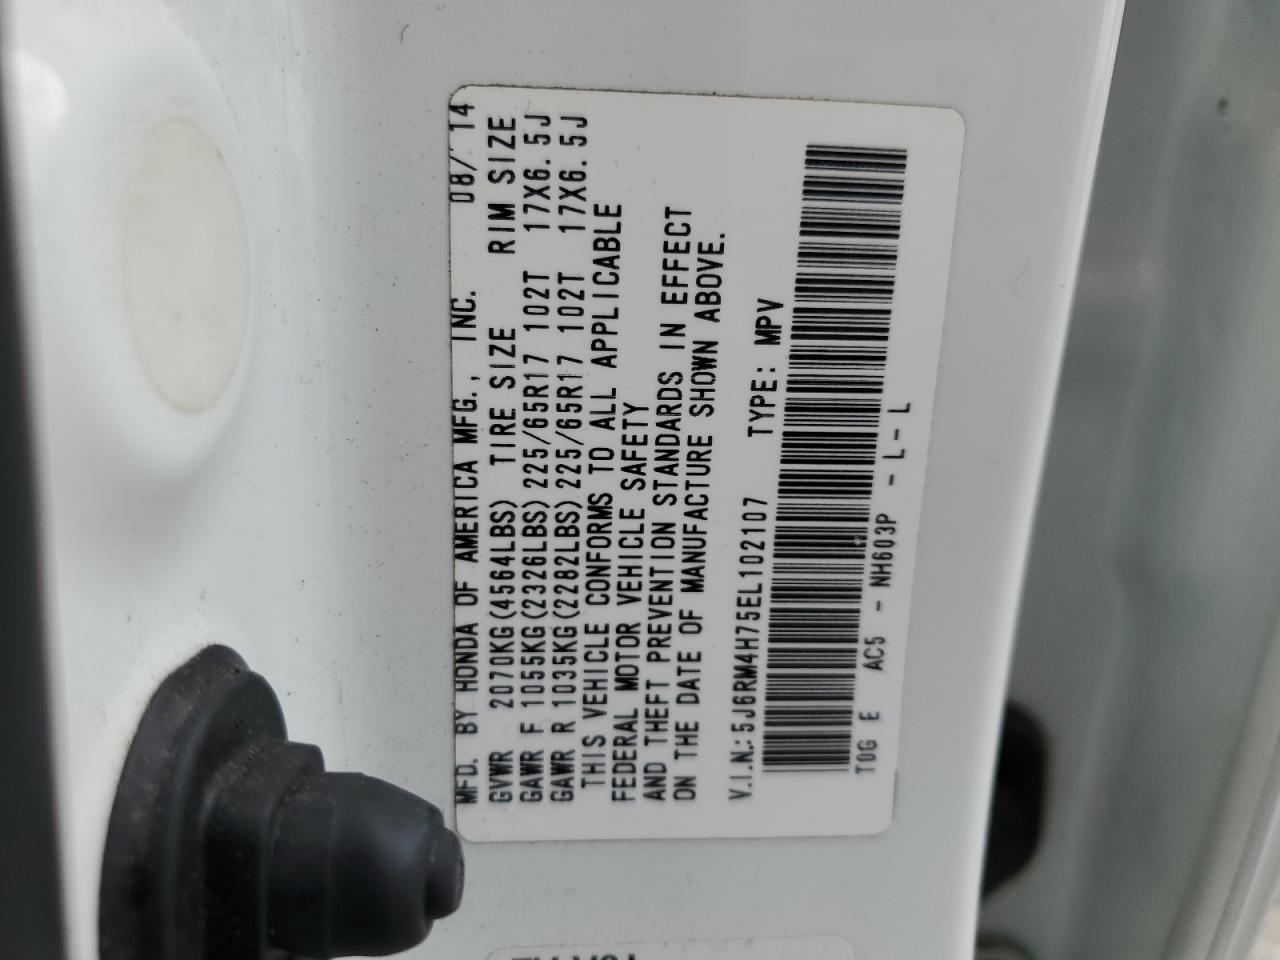 MFD. BY HONDA OF AMERICA MFG., INC. 08/14
GVWR 2070KG(4564LBS) TIRE SIZE RIM SIZE
GAWR F 1055KG(2326LBS) 225/65R17 102T 17X6.5J
GAWR R 1035KG(2282LBS) 225/65R17 102T 17X6.5J
THIS VEHICLE CONFORMS TO ALL APPLICABLE
FEDERAL MOTOR VEHICLE SAFETY
AND THEFT PREVENTION STANDARDS IN EFFECT
ON THE DATE OF MANUFACTURE SHOWN ABOVE.
V.I.N.: 5J6RM4H75EL102107 TYPE: MPV
T0G E AC5 - NH603P - L-L